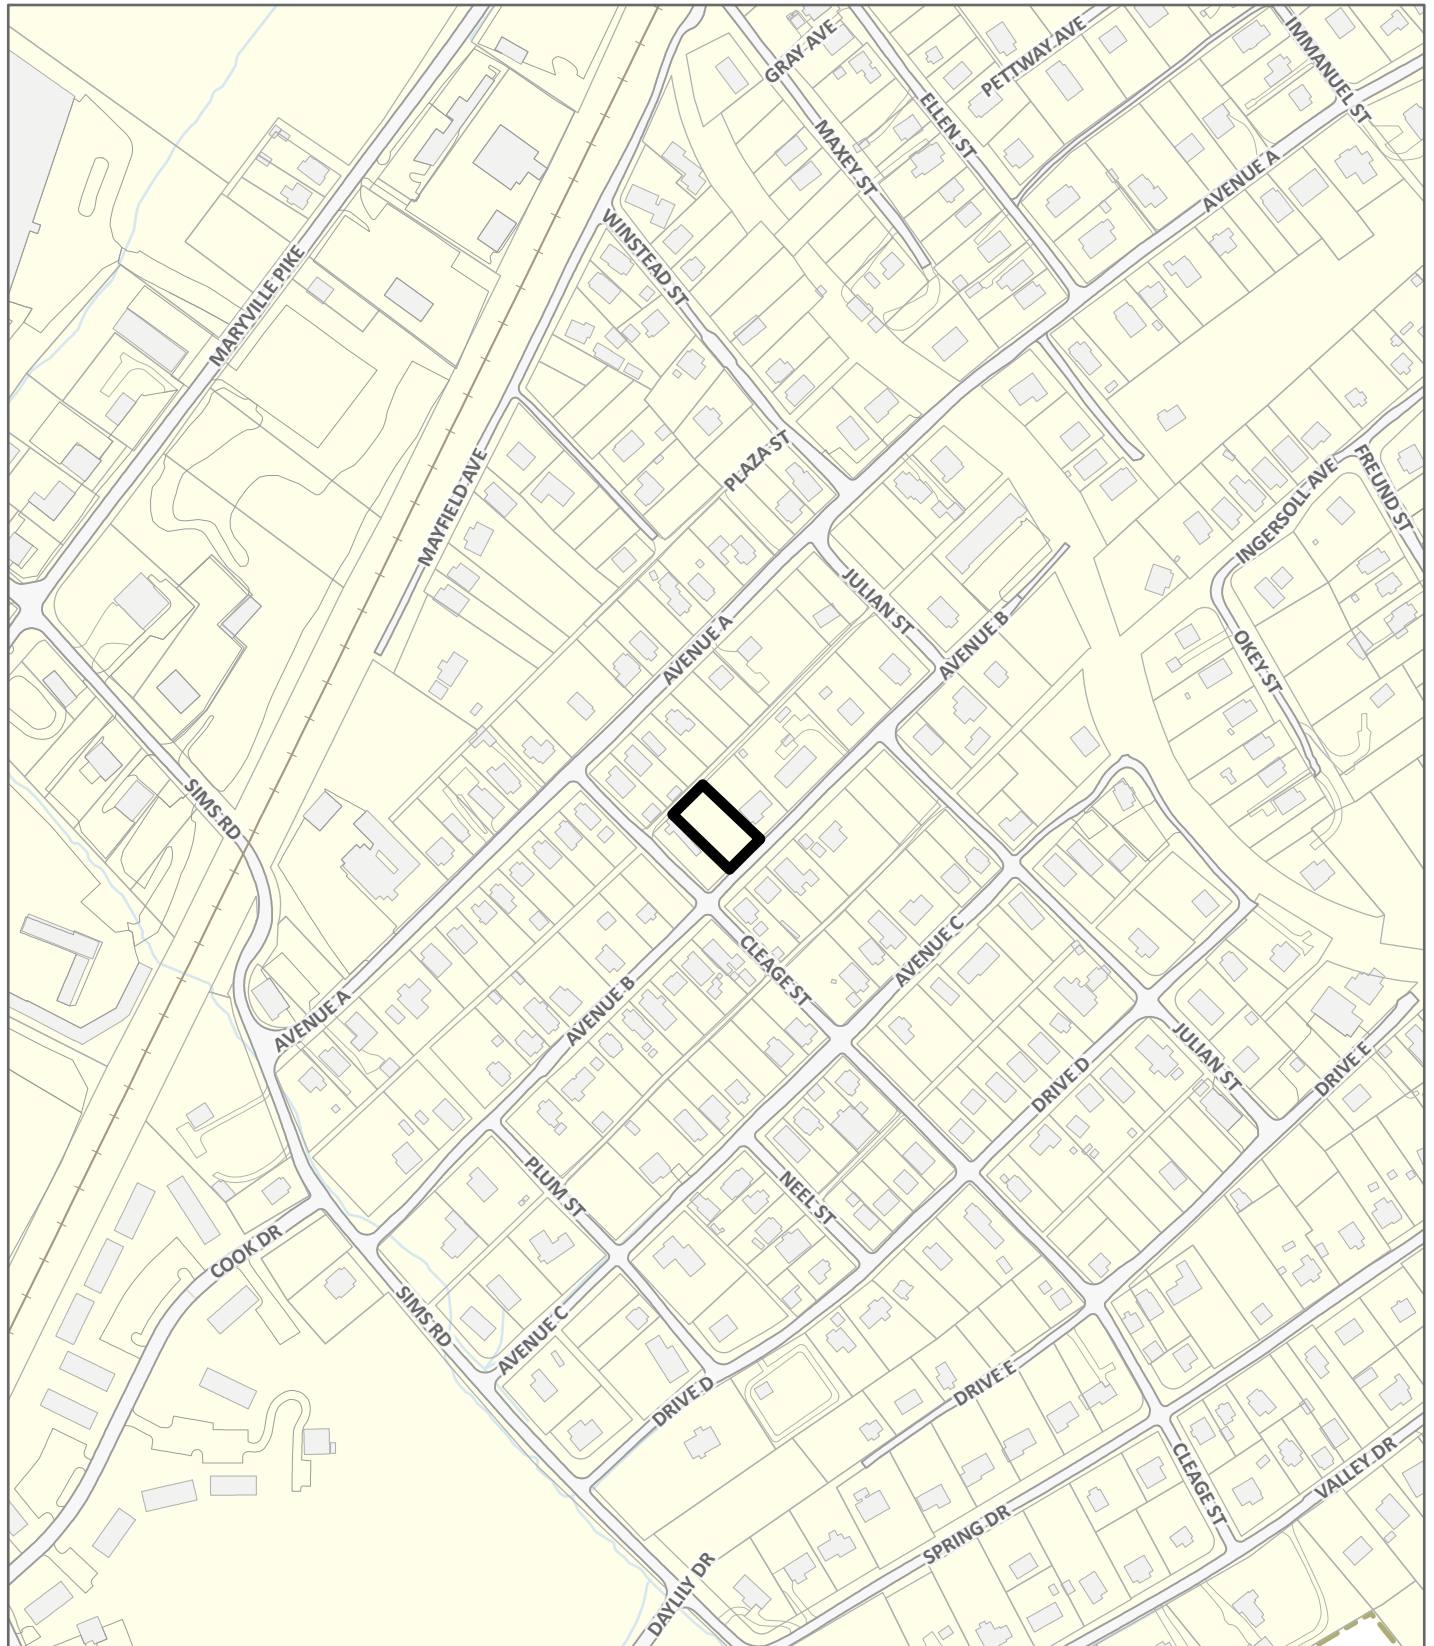 GRAY AVE
PETTWAY AVE
IMMANUEL ST
ELLEN ST
MAXEY ST
AVENUE A
WINSTEAD ST
MARYVILLE PIKE
PLAZA ST
MAYFIELD AVE
INGERSOLL AVE
FREUND ST
JULIAN ST
AVENUE B
AVENUE A
OKEY ST
SIMS RD
CLEAGE ST
AVENUE C
AVENUE A
AVENUE B
JULIAN ST
DRIVE E
DRIVE D
PLUM ST
NEEL ST
COOK DR
SIMS RD
AVENUE C
DRIVE D
DRIVE E
CLEAGE ST
VALLEY DR
SPRING DR
DAYLILY DR